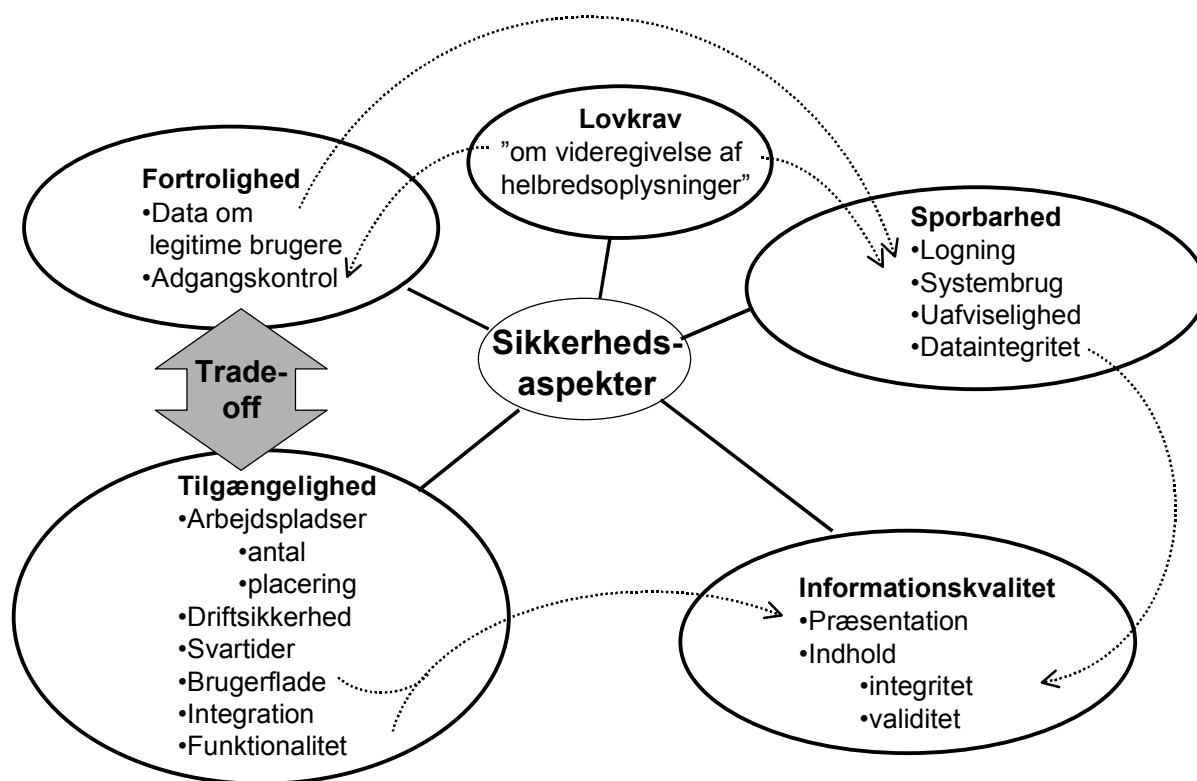 Lovkrav
”om videregivelse af
helbredsoplysninger”
Fortrolighed
•Data om
legitime brugere
•Adgangskontrol
Sporbarhed
•Logning
•Systembrug
•Uafviselighed
•Dataintegritet
Sikkerheds-
aspekter
Trade-
off
Tilgængelighed
•Arbejdspladser
•antal
•placering
•Driftsikkerhed
•Svartider
•Brugerflade
•Integration
•Funktionalitet
Informationskvalitet
•Præsentation
•Indhold
•integritet
•validitet